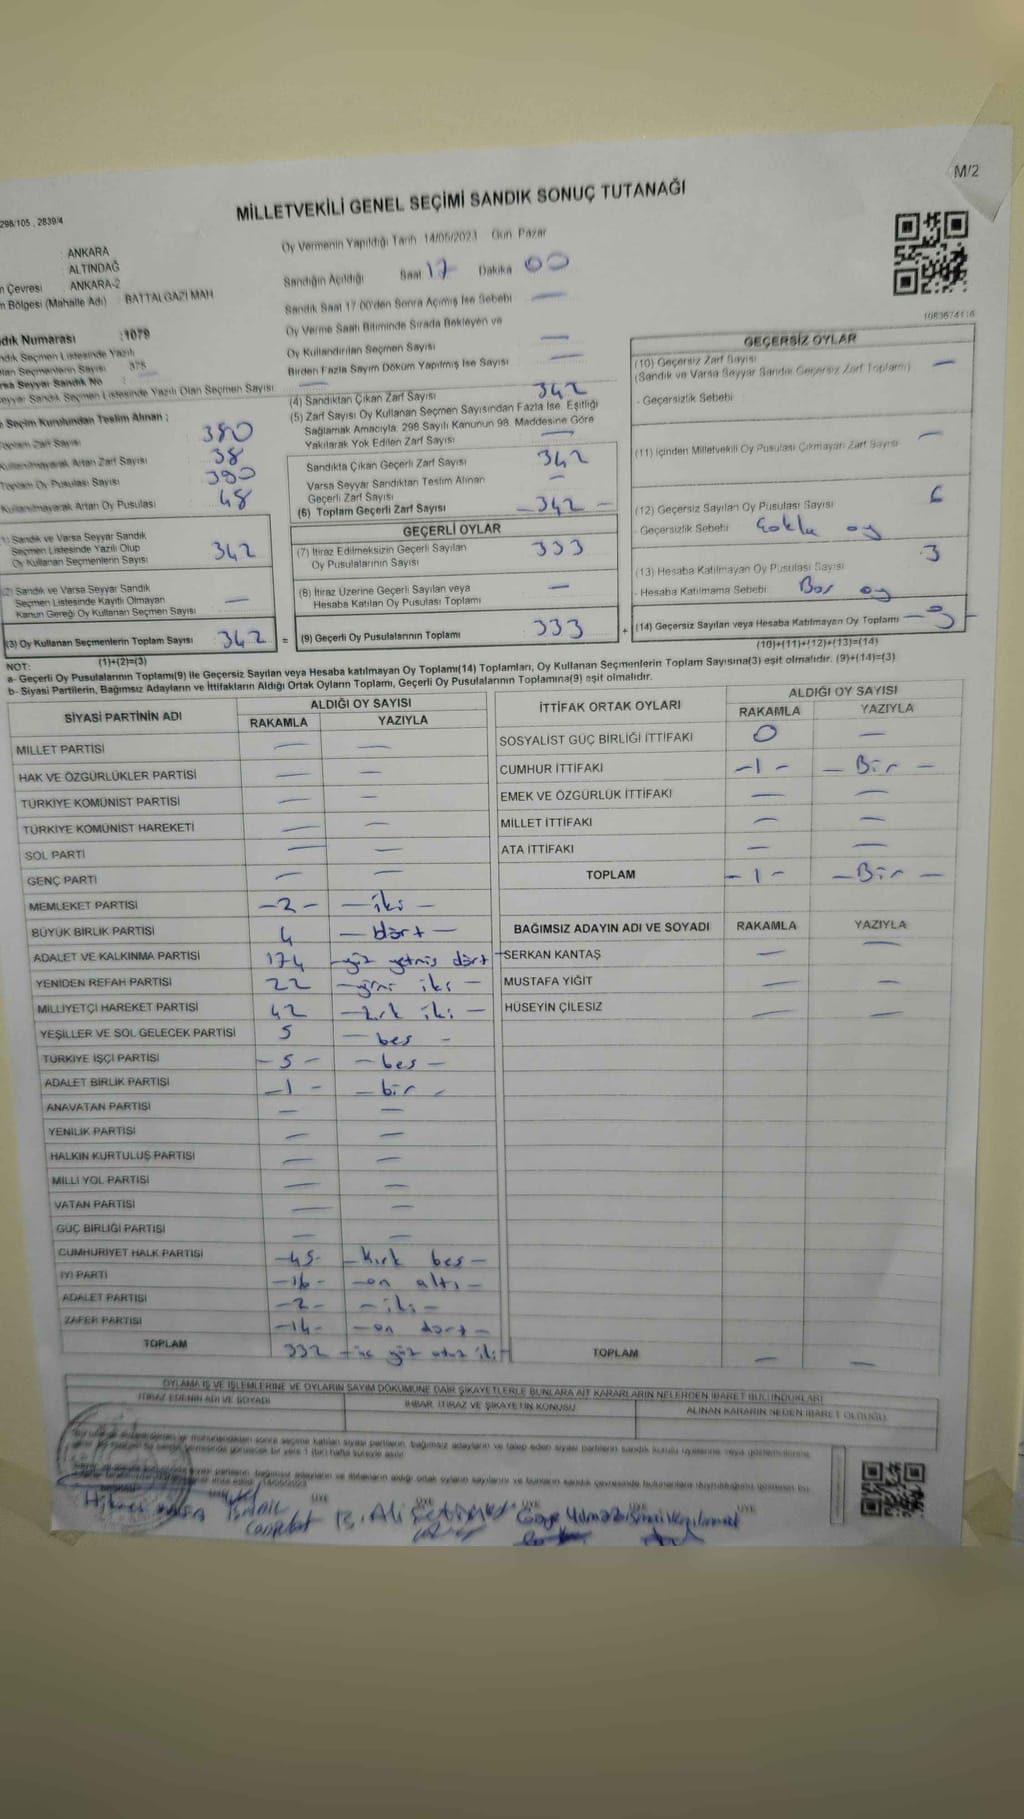 M/2
298/105 , 2839/4
MİLLETVEKİLİ GENEL SEÇİMİ SANDIK SONUÇ TUTANAĞI
: ANKARA
: ALTINDAĞ
Çevresi : ANKARA-2
Bölgesi (Mahalle Adı) : BATTALGAZİ MAH
Oy Vermenin Yapıldığı Tarih : 14/05/2023 Gün: Pazar
Sandığın Açıldığı Saat 17 Dakika 00
Sandık Saat 17:00'den Sonra Açılmış İse Sebebi —
Oy Verme Saati Bitiminde Sırada Bekleyen ve
Oy Kullandırılan Seçmen Sayısı —
Birden Fazla Sayım Döküm Yapılmış İse Sayısı —
dık Numarası :1079
ndık Seçmen Listesinde Yazılı
lan Seçmenlerin Sayısı 375
rsa Seyyar Sandık No
eyyar Sandık Seçmen Listesinde Yazılı Olan Seçmen Sayısı —
e Seçim Kurulundan Teslim Alınan ;
Toplam Zarf Sayısı 380
Kullanılmayarak Artan Zarf Sayısı 38
Toplam Oy Pusulası Sayısı 390
Kullanılmayarak Artan Oy Pusulası 48
(1) Sandık ve Varsa Seyyar Sandık
Seçmen Listesinde Yazılı Olup
Oy Kullanan Seçmenlerin Sayısı 342
(2) Sandık ve Varsa Seyyar Sandık
Seçmen Listesinde Kayıtlı Olmayan
Kanun Gereği Oy Kullanan Seçmen Sayısı —
(3) Oy Kullanan Seçmenlerin Toplam Sayısı 342 =
(1)+(2)=(3)
(4) Sandıktan Çıkan Zarf Sayısı 342
(5) Zarf Sayısı Oy Kullanan Seçmen Sayısından Fazla İse, Eşitliği
Sağlamak Amacıyla, 298 Sayılı Kanunun 98. Maddesine Göre
Yakılarak Yok Edilen Zarf Sayısı —
Sandıkta Çıkan Geçerli Zarf Sayısı 342
Varsa Seyyar Sandıktan Teslim Alınan
Geçerli Zarf Sayısı —
(6) Toplam Geçerli Zarf Sayısı — 342 —
GEÇERLİ OYLAR
(7) İtiraz Edilmeksizin Geçerli Sayılan
Oy Pusulalarının Sayısı 333
(8) İtiraz Üzerine Geçerli Sayılan veya
Hesaba Katılan Oy Pusulası Toplamı —
(9) Geçerli Oy Pusulalarının Toplamı 333 +
1083674116
GEÇERSİZ OYLAR
(10) Geçersiz Zarf Sayısı —
(Sandık ve Varsa Seyyar Sandık Geçersiz Zarf Toplamı)
- Geçersizlik Sebebi
(11) İçinden Milletvekili Oy Pusulası Çıkmayan Zarf Sayısı —
(12) Geçersiz Sayılan Oy Pusulası Sayısı 6
- Geçersizlik Sebebi Çoklu oy
(13) Hesaba Katılmayan Oy Pusulası Sayısı 3
- Hesaba Katılmama Sebebi Boş oy
(14) Geçersiz Sayılan veya Hesaba Katılmayan Oy Toplamı — 9 —
(10)+(11)+(12)+(13)=(14)
NOT:
a- Geçerli Oy Pusulalarının Toplamı(9) ile Geçersiz Sayılan veya Hesaba katılmayan Oy Toplamı(14) Toplamları, Oy Kullanan Seçmenlerin Toplam Sayısına(3) eşit olmalıdır. (9)+(14)=(3)
b- Siyasi Partilerin, Bağımsız Adayların ve İttifakların Aldığı Ortak Oyların Toplamı, Geçerli Oy Pusulalarının Toplamına(9) eşit olmalıdır.
SİYASİ PARTİNİN ADI ALDIĞI OY SAYISI
RAKAMLA YAZIYLA
MİLLET PARTİSİ — —
HAK VE ÖZGÜRLÜKLER PARTİSİ — —
TÜRKİYE KOMÜNİST PARTİSİ — —
TÜRKİYE KOMÜNİST HAREKETİ — —
SOL PARTİ — —
GENÇ PARTİ — —
MEMLEKET PARTİSİ — 2 — — iki —
BÜYÜK BİRLİK PARTİSİ 4 — dört —
ADALET VE KALKINMA PARTİSİ 174 — yüz yetmiş dört
YENİDEN REFAH PARTİSİ 22 — yirmi iki —
MİLLİYETÇİ HAREKET PARTİSİ 42 — kırk iki —
YEŞİLLER VE SOL GELECEK PARTİSİ 5 — beş —
TÜRKİYE İŞÇİ PARTİSİ — 5 — — beş —
ADALET BİRLİK PARTİSİ — 1 — — bir —
ANAVATAN PARTİSİ — —
YENİLİK PARTİSİ — —
HALKIN KURTULUŞ PARTİSİ — —
MİLLİ YOL PARTİSİ — —
VATAN PARTİSİ — —
GÜÇ BİRLİĞİ PARTİSİ — —
CUMHURİYET HALK PARTİSİ — 45 — — kırk beş —
İYİ PARTİ — 16 — — on altı —
ADALET PARTİSİ — 2 — — iki —
ZAFER PARTİSİ — 14 — — on dört —
TOPLAM 332 — üç yüz otuz iki
İTTİFAK ORTAK OYLARI ALDIĞI OY SAYISI
RAKAMLA YAZIYLA
SOSYALİST GÜÇ BİRLİĞİ İTTİFAKI 0 —
CUMHUR İTTİFAKI — 1 — — Bir —
EMEK VE ÖZGÜRLÜK İTTİFAKI — —
MİLLET İTTİFAKI — —
ATA İTTİFAKI — —
TOPLAM — 1 — — Bir —
BAĞIMSIZ ADAYIN ADI VE SOYADI RAKAMLA YAZIYLA
SERKAN KANTAŞ — —
MUSTAFA YİĞİT — —
HÜSEYİN ÇİLESİZ — —
TOPLAM — —
OYLAMA İŞ VE İŞLEMLERİNE VE OYLARIN SAYIM DÖKÜMÜNE DAİR ŞİKAYETLERLE BUNLARA AİT KARARLARIN NELERDEN İBARET BULUNDUKLARI
İTİRAZ EDENİN ADI VE SOYADI
İHBAR, İTİRAZ VE ŞİKAYETİN KONUSU
ALINAN KARARIN NEDEN İBARET OLDUĞU
ÜYE ÜYE ÜYE ÜYE